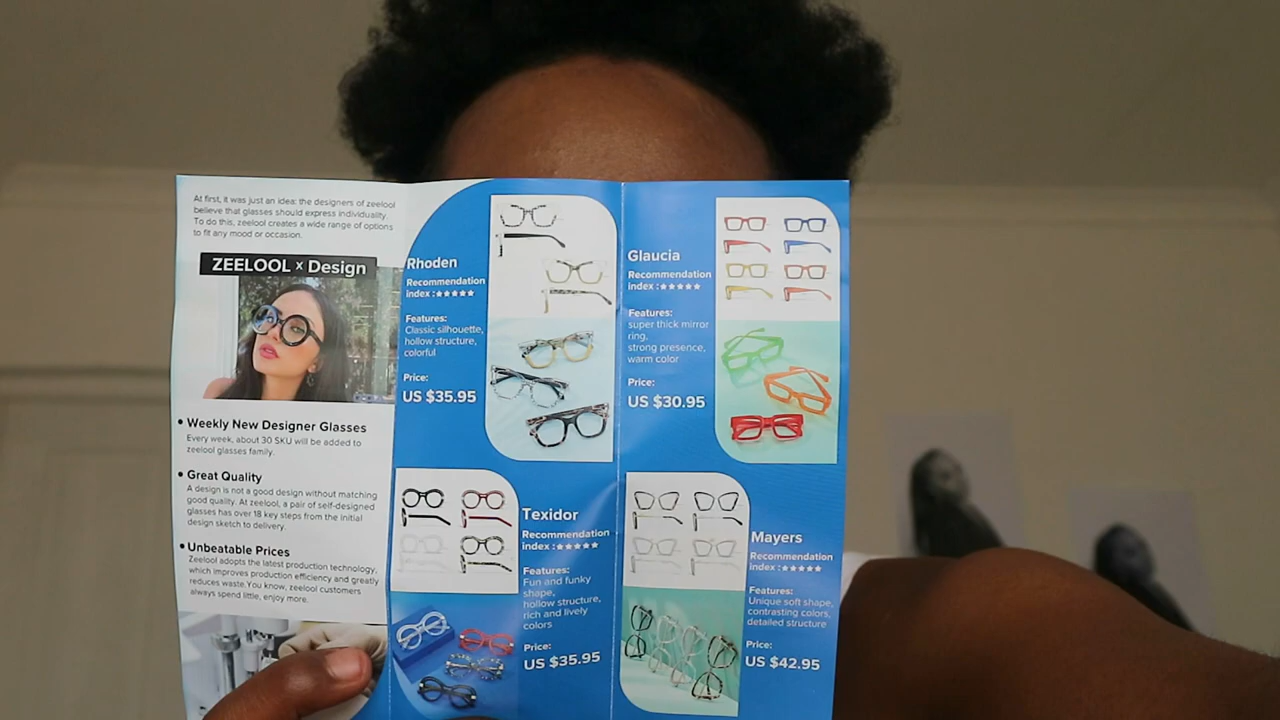 At first, it was just an idea: the designers of zeelool
believe that glasses should express individuality.
To do this, zeelool creates a wide range of options
to fit any mood or occasion.
ZEELOOL × Design
• Weekly New Designer Glasses
Every week, about 30 SKU will be added to
zeelool glasses family.
• Great Quality
A design is not a good design without matching
good quality. At zeelool, a pair of self-designed
glasses has over 18 key steps from the initial
design sketch to delivery.
• Unbeatable Prices
Zeelool adopts the latest production technology,
which improves production efficiency and greatly
reduces waste.You know, zeelool customers
always spend little, enjoy more.
Rhoden
Recommendation
index :★★★★★
Features:
Classic silhouette,
hollow structure,
colorful
Price:
US $35.95
Glaucia
Recommendation
index :★★★★★
Features:
super thick mirror
ring,
strong presence,
warm color
Price:
US $30.95
Texidor
Recommendation
index :★★★★★
Features:
Fun and funky
shape,
hollow structure,
rich and lively
colors
Price:
US $35.95
Mayers
Recommendation
index :★★★★★
Features:
Unique soft shape,
contrasting colors,
detailed structure
Price:
US $42.95